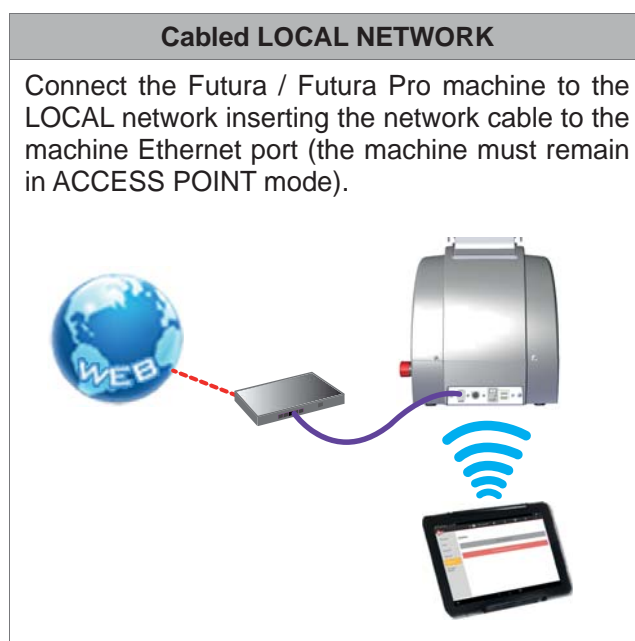 Cabled LOCAL NETWORK
Connect the Futura / Futura Pro machine to the
LOCAL network inserting the network cable to the
machine Ethernet port (the machine must remain
in ACCESS POINT mode).
WEB